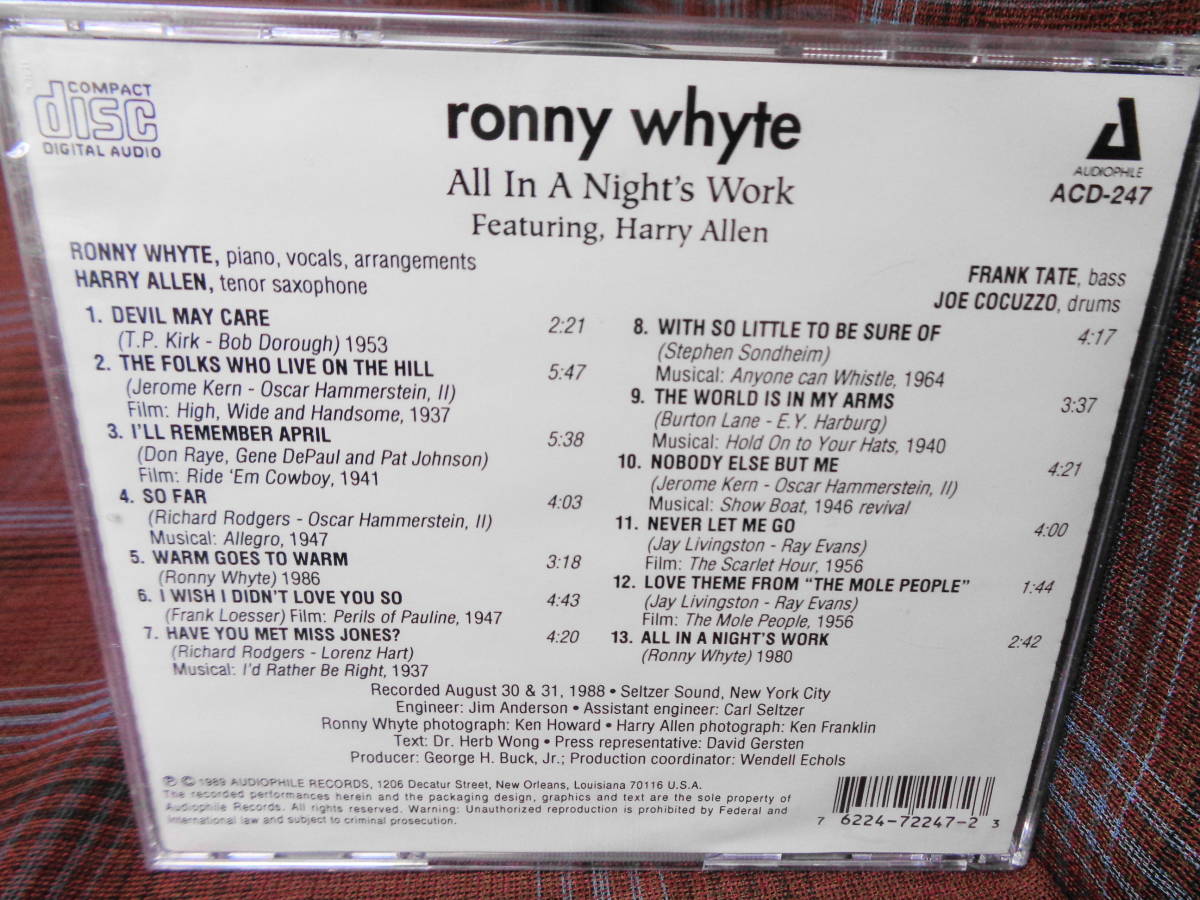 COMPACT
disc
DIGITAL AUDIO
ronny whyte
All In A Night's Work
Featuring, Harry Allen
AUDIOPHILE
ACD-247
RONNY WHYTE, piano, vocals, arrangements
HARRY ALLEN, tenor saxophone
FRANK TATE, bass
JOE COCUZZO, drums
1. DEVIL MAY CARE 2:21
(T.P. Kirk - Bob Dorough) 1953
2. THE FOLKS WHO LIVE ON THE HILL 5:47
(Jerome Kern - Oscar Hammerstein, II)
Film: High, Wide and Handsome, 1937
3. I'LL REMEMBER APRIL 5:38
(Don Raye, Gene DePaul and Pat Johnson)
Film: Ride 'Em Cowboy, 1941
4. SO FAR 4:03
(Richard Rodgers - Oscar Hammerstein, II)
Musical: Allegro, 1947
5. WARM GOES TO WARM 3:18
(Ronny Whyte) 1986
6. I WISH I DIDN'T LOVE YOU SO 4:43
(Frank Loesser) Film: Perils of Pauline, 1947
7. HAVE YOU MET MISS JONES? 4:20
(Richard Rodgers - Lorenz Hart)
Musical: I'd Rather Be Right, 1937
8. WITH SO LITTLE TO BE SURE OF 4:17
(Stephen Sondheim)
Musical: Anyone can Whistle, 1964
9. THE WORLD IS IN MY ARMS 3:37
(Burton Lane - E.Y. Harburg)
Musical: Hold On to Your Hats, 1940
10. NOBODY ELSE BUT ME 4:21
(Jerome Kern - Oscar Hammerstein, II)
Musical: Show Boat, 1946 revival
11. NEVER LET ME GO 4:00
(Jay Livingston - Ray Evans)
Film: The Scarlet Hour, 1956
12. LOVE THEME FROM "THE MOLE PEOPLE" 1:44
(Jay Livingston - Ray Evans)
Film: The Mole People, 1956
13. ALL IN A NIGHT'S WORK 2:42
(Ronny Whyte) 1980
Recorded August 30 & 31, 1988 • Seltzer Sound, New York City
Engineer: Jim Anderson • Assistant engineer: Carl Seltzer
Ronny Whyte photograph: Ken Howard • Harry Allen photograph: Ken Franklin
Text: Dr. Herb Wong • Press representative: David Gersten
Producer: George H. Buck, Jr.; Production coordinator: Wendell Echols
℗ © 1989 AUDIOPHILE RECORDS, 1206 Decatur Street, New Orleans, Louisiana 70116 U.S.A.
The recorded performances herein and the packaging design, graphics and text are the sole property of
Audiophile Records. All rights reserved. Warning: Unauthorized reproduction is prohibited by Federal and
International law and subject to criminal prosecution.
7 6224-72247-2 3